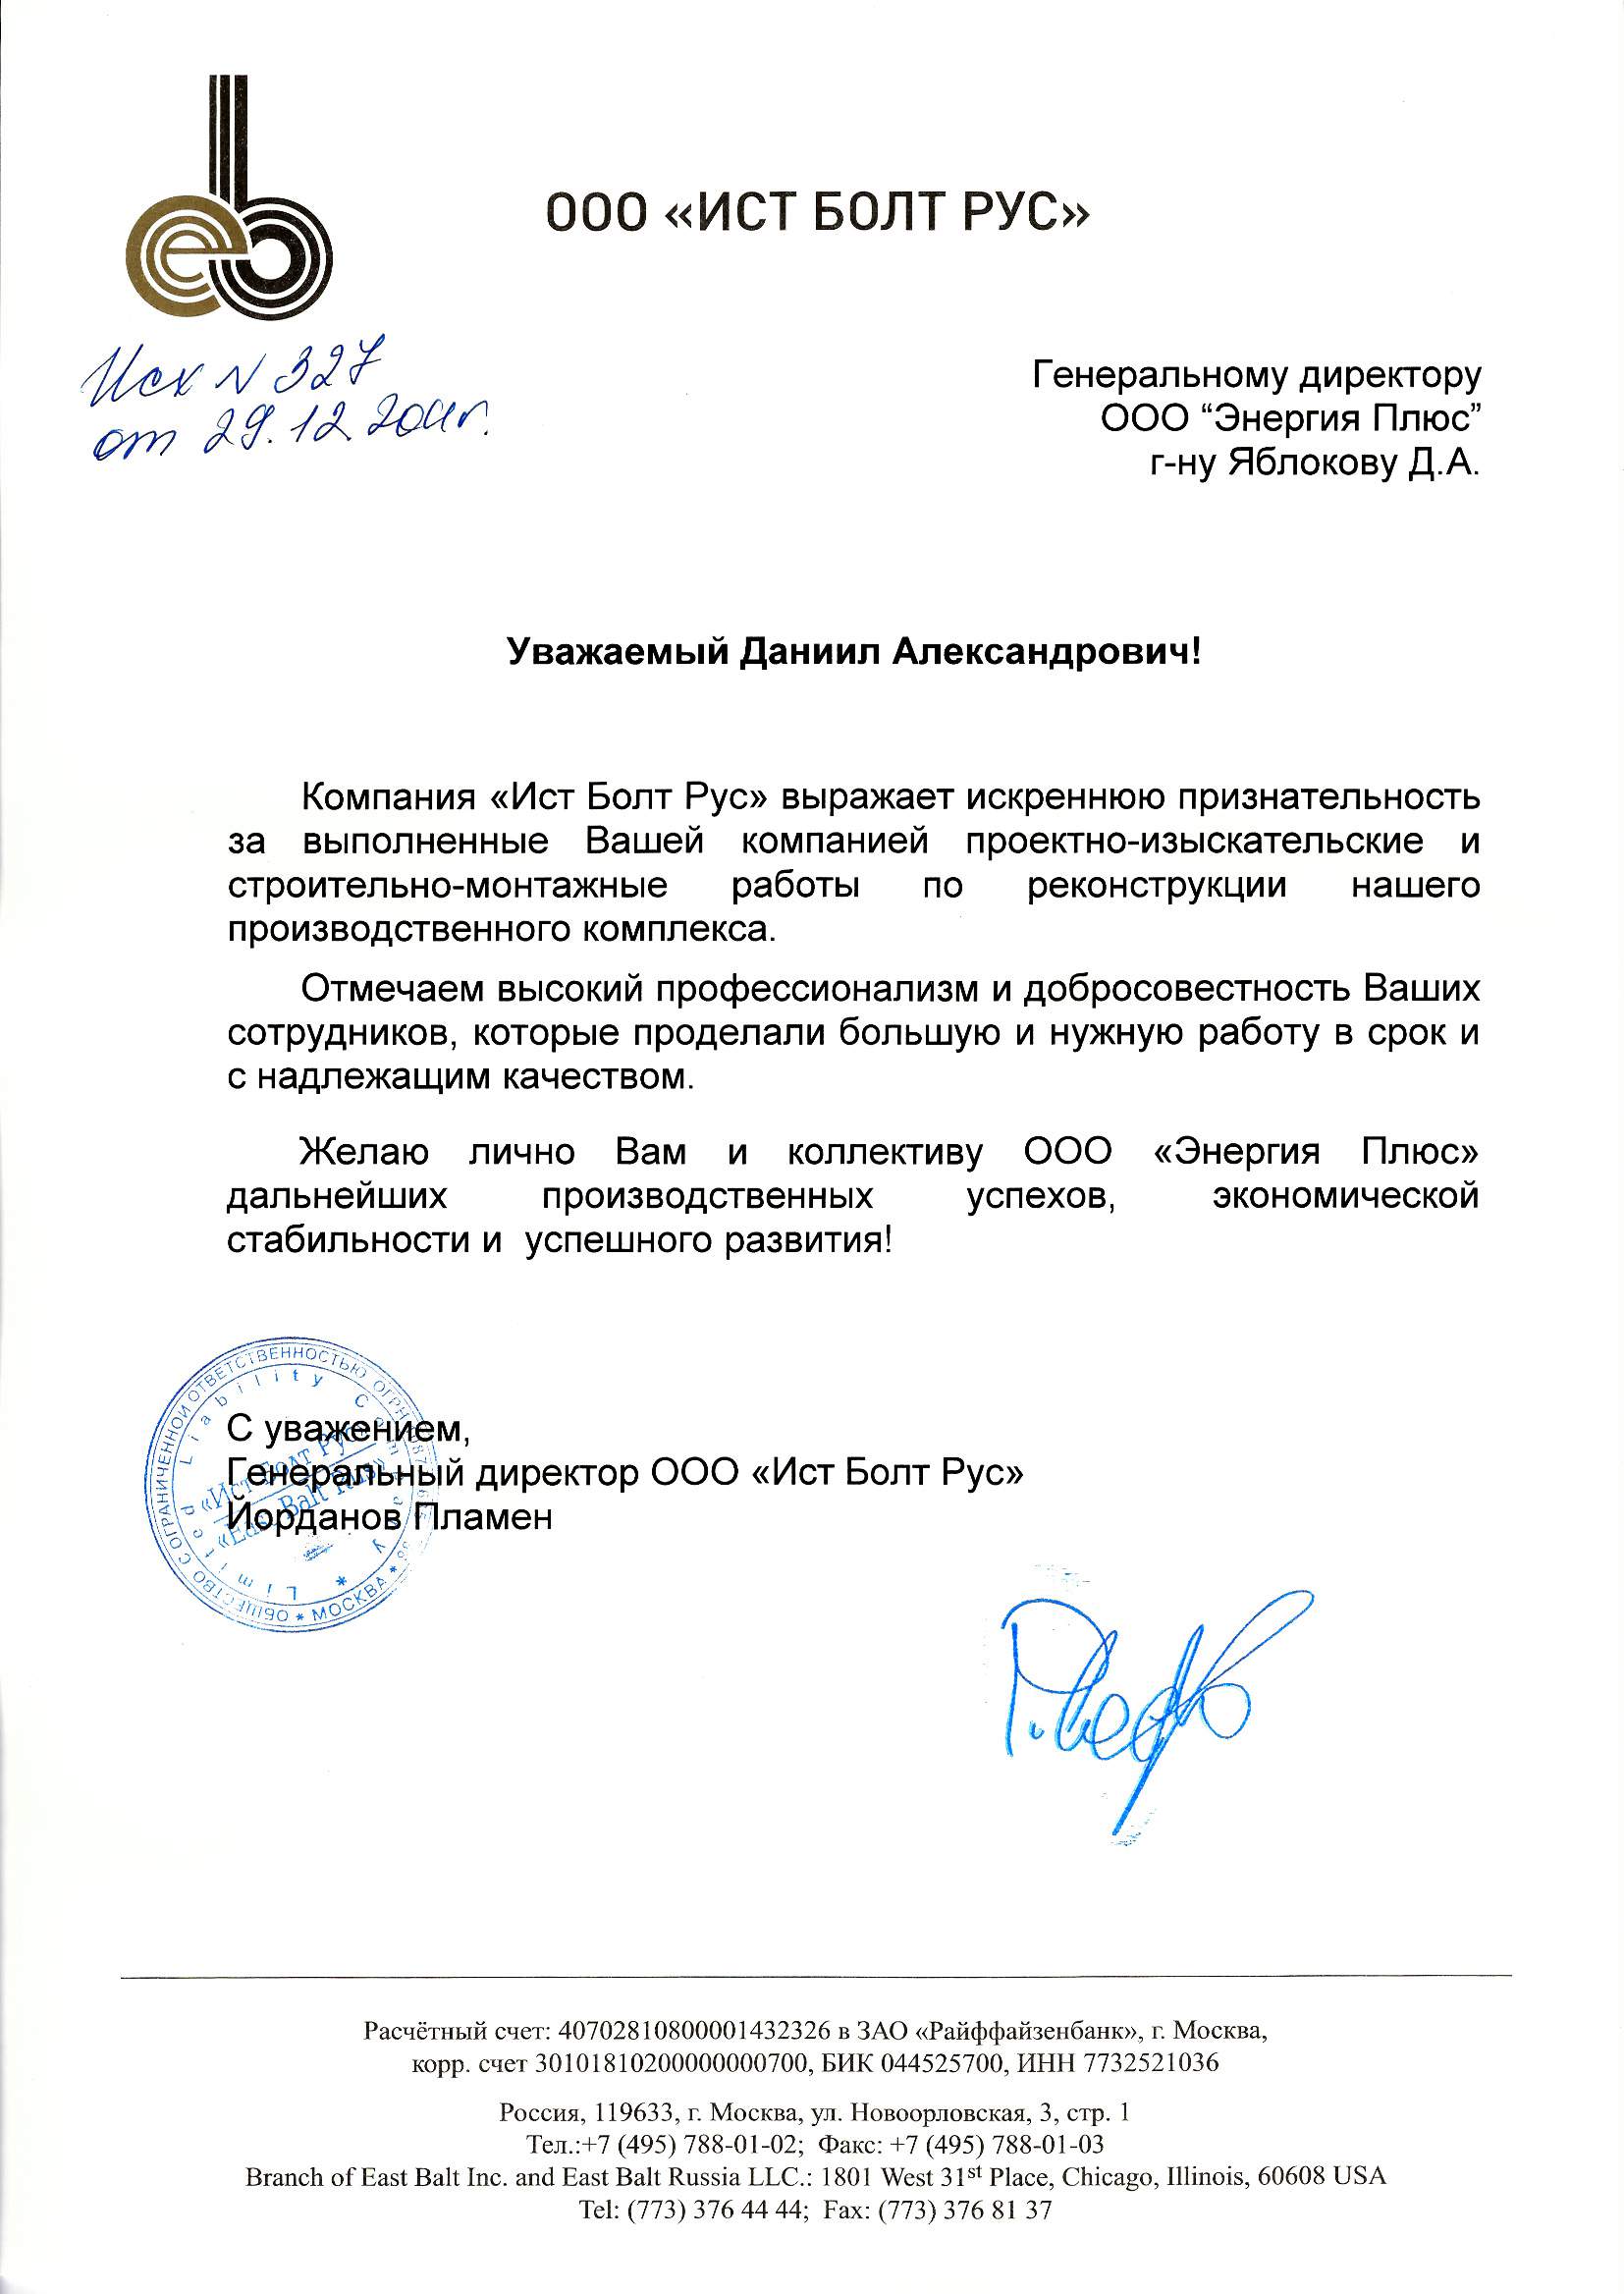 ООО «ИСТ БОЛТ РУС»
Исх N 327
от 29.12.2011г.
Генеральному директору
ООО “Энергия Плюс”
г-ну Яблокову Д.А.
Уважаемый Даниил Александрович!
Компания «Ист Болт Рус» выражает искреннюю признательность
за выполненные Вашей компанией проектно-изыскательские и
строительно-монтажные работы по реконструкции нашего
производственного комплекса.
Отмечаем высокий профессионализм и добросовестность Ваших
сотрудников, которые проделали большую и нужную работу в срок и
с надлежащим качеством.
Желаю лично Вам и коллективу ООО «Энергия Плюс»
дальнейших производственных успехов, экономической
стабильности и успешного развития!
С уважением,
Генеральный директор ООО «Ист Болт Рус»
Йорданов Пламен
ОБЩЕСТВО С ОГРАНИЧЕННОЙ ОТВЕТСТВЕННОСТЬЮ ОГРН
* МОСКВА *
Limited Liability Company *
«Ист Болт Рус»
«East Balt Rus»
Расчётный счет: 40702810800001432326 в ЗАО «Райффайзенбанк», г. Москва,
корр. счет 30101810200000000700, БИК 044525700, ИНН 7732521036
Россия, 119633, г. Москва, ул. Новоорловская, 3, стр. 1
Тел.:+7 (495) 788-01-02; Факс: +7 (495) 788-01-03
Branch of East Balt Inc. and East Balt Russia LLC.: 1801 West 31st Place, Chicago, Illinois, 60608 USA
Tel: (773) 376 44 44; Fax: (773) 376 81 37